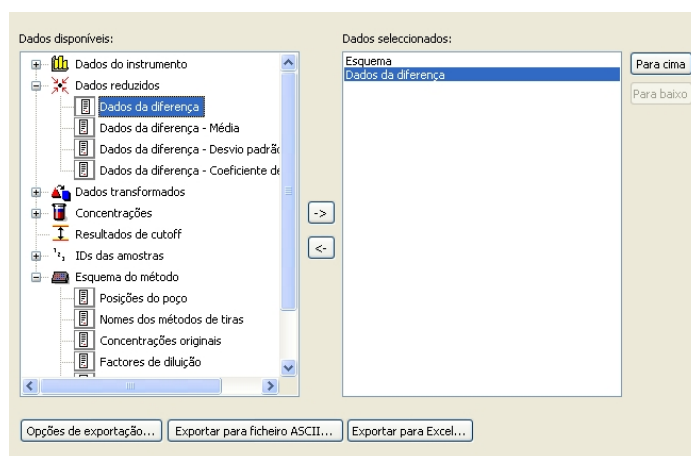 Dados disponíveis:
Dados seleccionados:
Dados do instrumento
Dados reduzidos
Dados da diferença
Dados da diferença - Média
Dados da diferença - Desvio padrão
Dados da diferença - Coeficiente de
Dados transformados
Concentrações
Resultados de cutoff
IDs das amostras
Esquema do método
Posições do poço
Nomes dos métodos de tiras
Concentrações originais
Factores de diluição
->
<-
Esquema
Dados da diferença
Para cima
Para baixo
Opções de exportação...
Exportar para ficheiro ASCII...
Exportar para Excel...